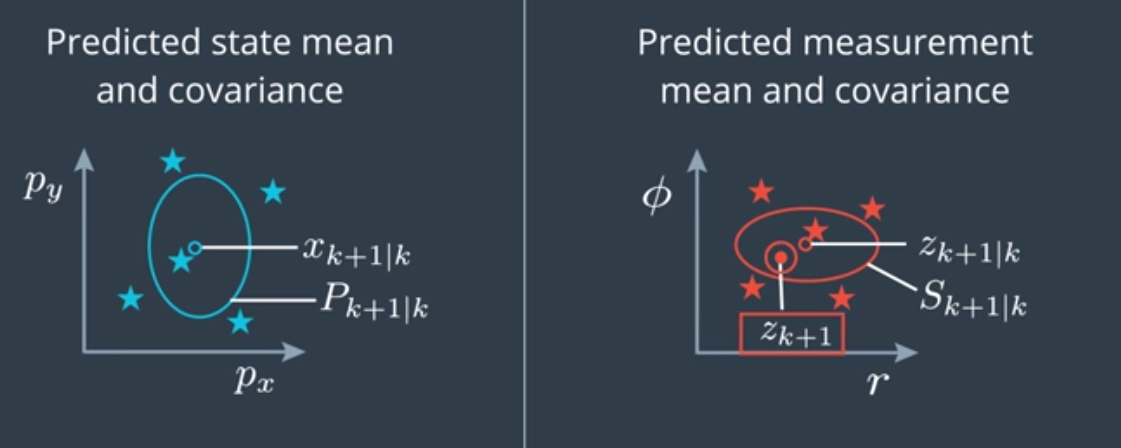 Predicted state mean
and covariance
p_y
x_{k+1|k}
P_{k+1|k}
p_x
Predicted measurement
mean and covariance
ϕ
z_{k+1|k}
S_{k+1|k}
z_{k+1}
r